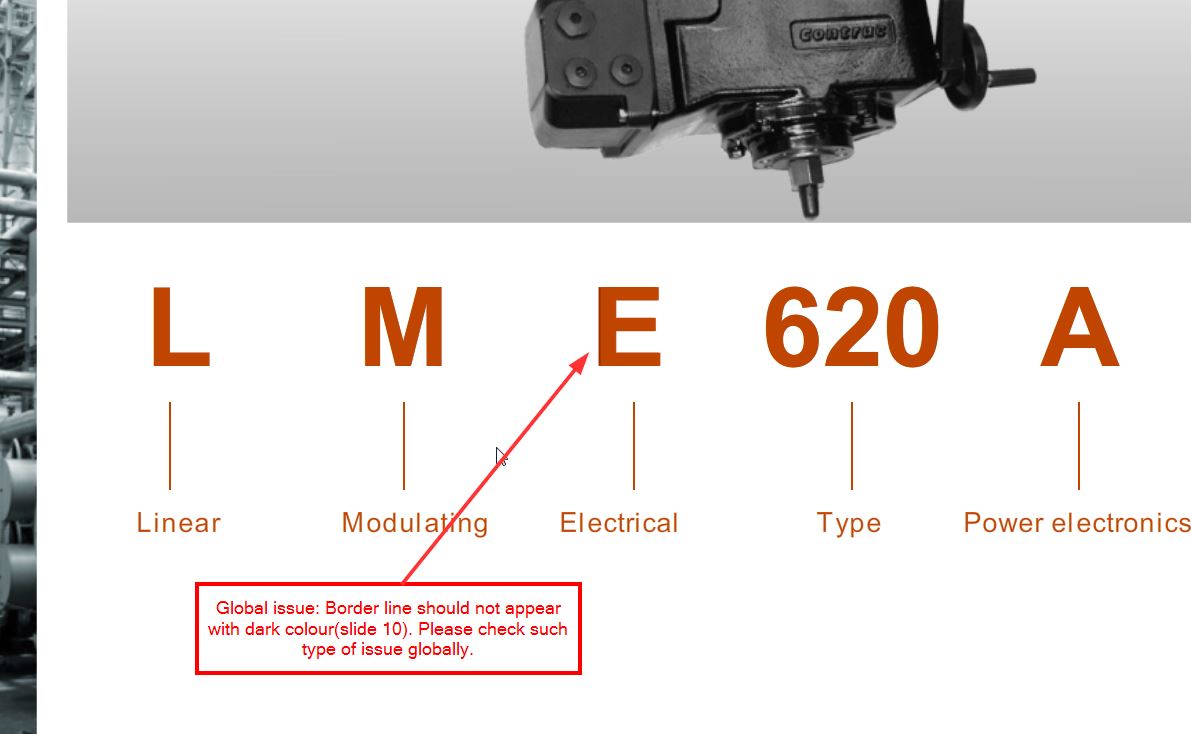 contrac
L M E 620 A
Linear Modulating Electrical Type Power electronics
Global issue: Border line should not appear
with dark colour(slide 10). Please check such
type of issue globally.